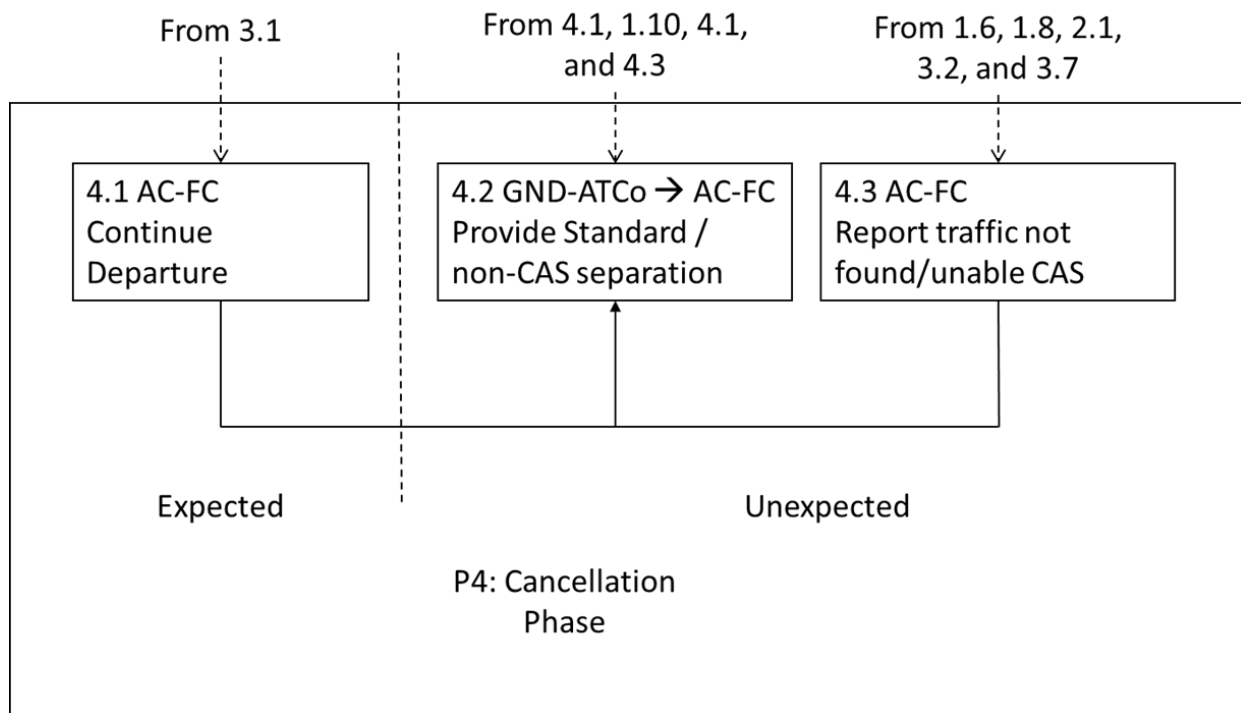 From 3.1
From 4.1, 1.10, 4.1,
and 4.3
From 1.6, 1.8, 2.1,
3.2, and 3.7
4.1 AC-FC
Continue
Departure
4.2 GND-ATCo → AC-FC
Provide Standard /
non-CAS separation
4.3 AC-FC
Report traffic not
found/unable CAS
Expected
Unexpected
P4: Cancellation
Phase